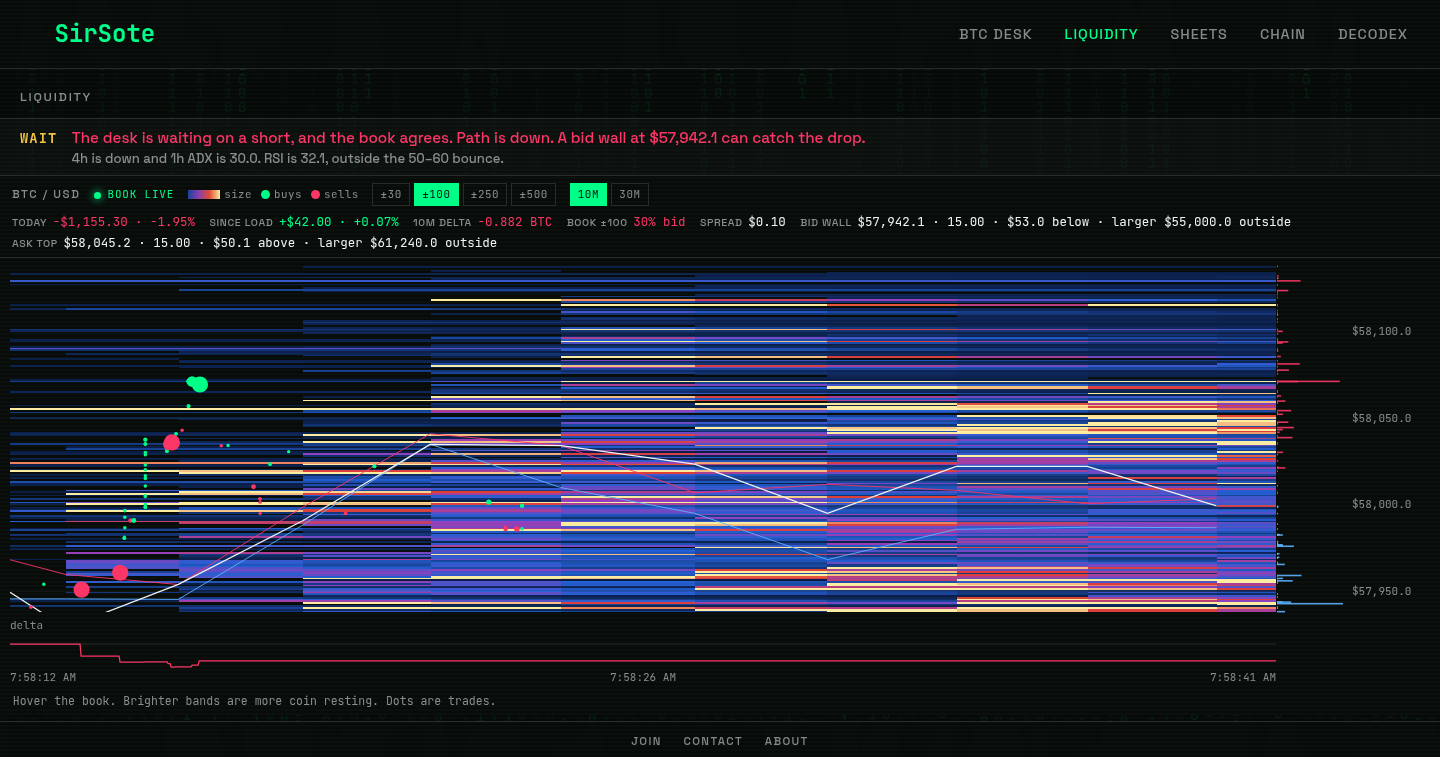 SirSote
BTC DESK LIQUIDITY SHEETS CHAIN DECODEX
LIQUIDITY
WAIT The desk is waiting on a short, and the book agrees. Path is down. A bid wall at $57,942.1 can catch the drop.
4h is down and 1h ADX is 30.0. RSI is 32.1, outside the 50–60 bounce.
BTC / USD BOOK LIVE size buys sells ±30 ±100 ±250 ±500 10M 30M
TODAY -$1,155.30 · -1.95% SINCE LOAD +$42.00 · +0.07% 10M DELTA -0.882 BTC BOOK ±100 30% bid SPREAD $0.10 BID WALL $57,942.1 · 15.00 · $53.0 below · larger $55,000.0 outside
ASK TOP $58,045.2 · 15.00 · $50.1 above · larger $61,240.0 outside
$58,100.0
$58,050.0
$58,000.0
$57,950.0
delta
7:58:12 AM 7:58:26 AM 7:58:41 AM
Hover the book. Brighter bands are more coin resting. Dots are trades.
JOIN CONTACT ABOUT